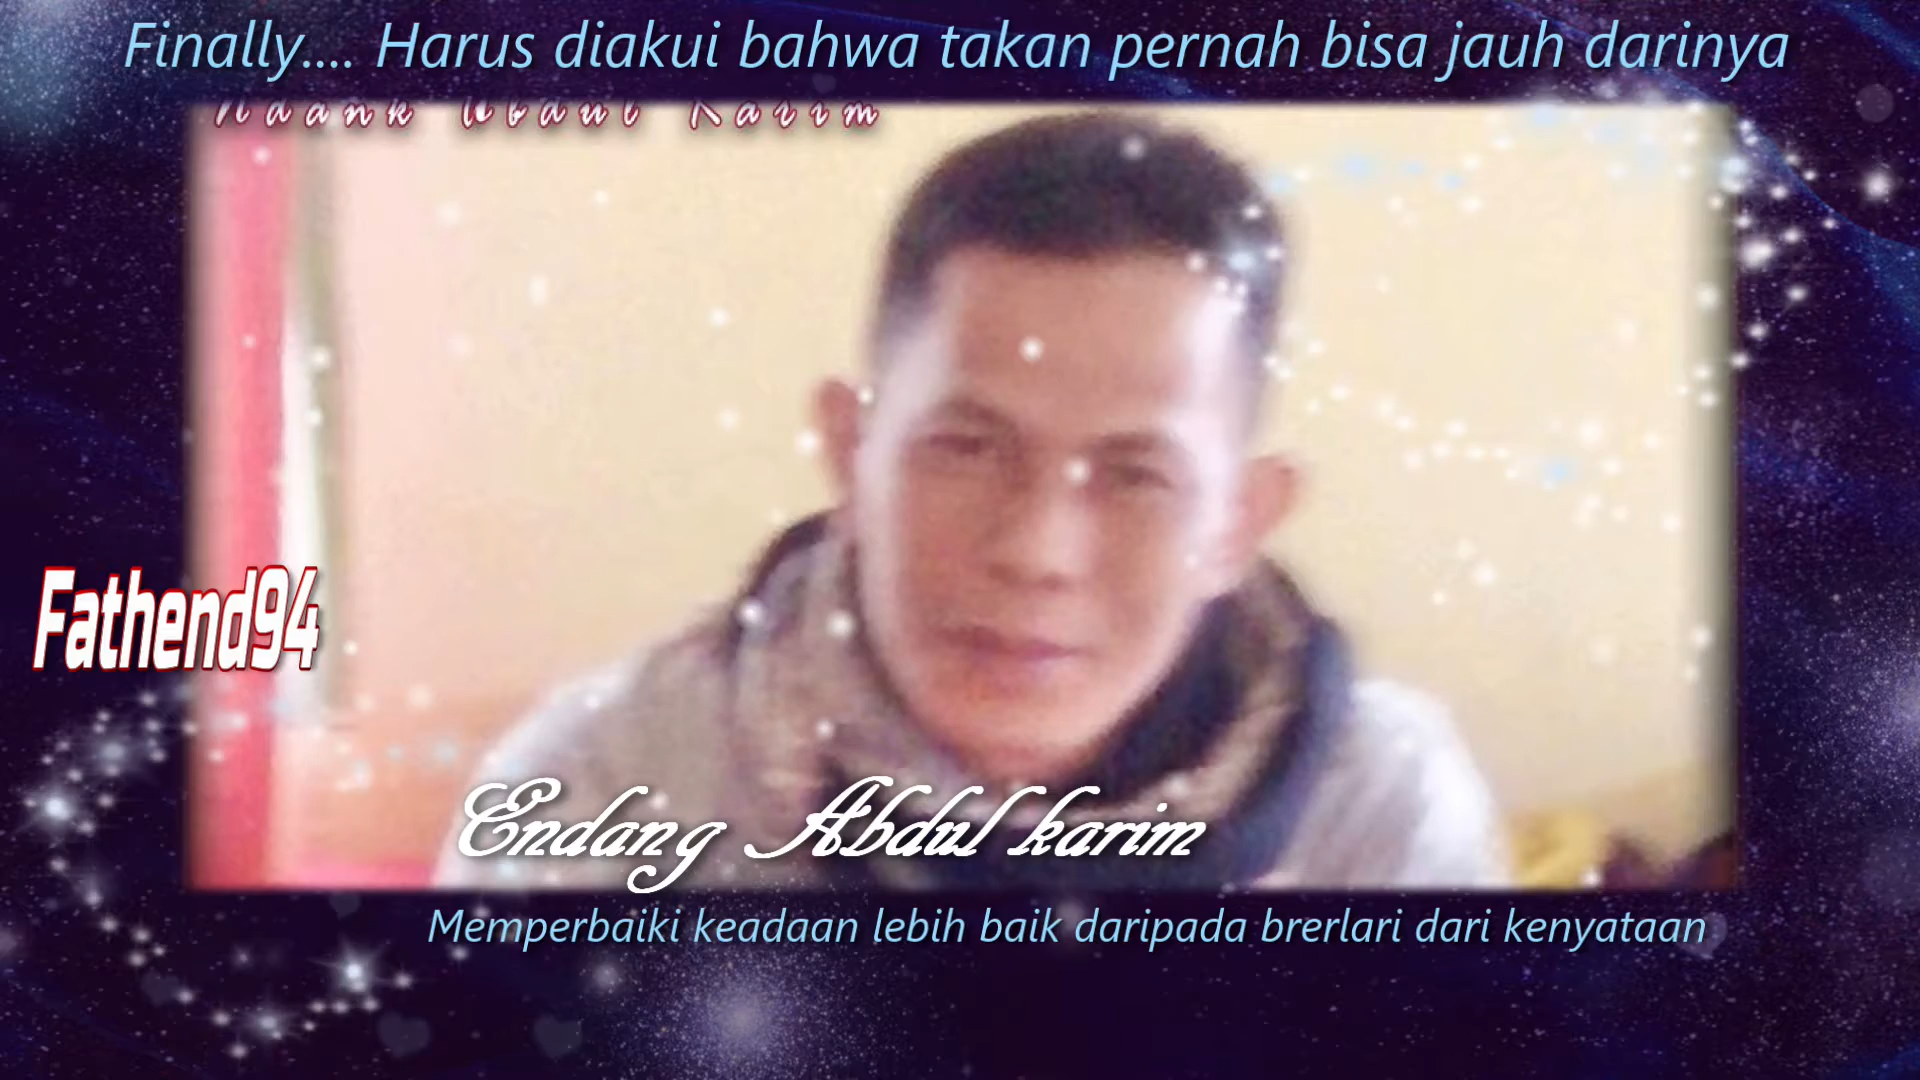 Finally.... Harus diakui bahwa takan pernah bisa jauh darinya
Karim
Fathend94
Endang Abdul karim
Memperbaiki keadaan lebih baik daripada brerlari dari kenyataan